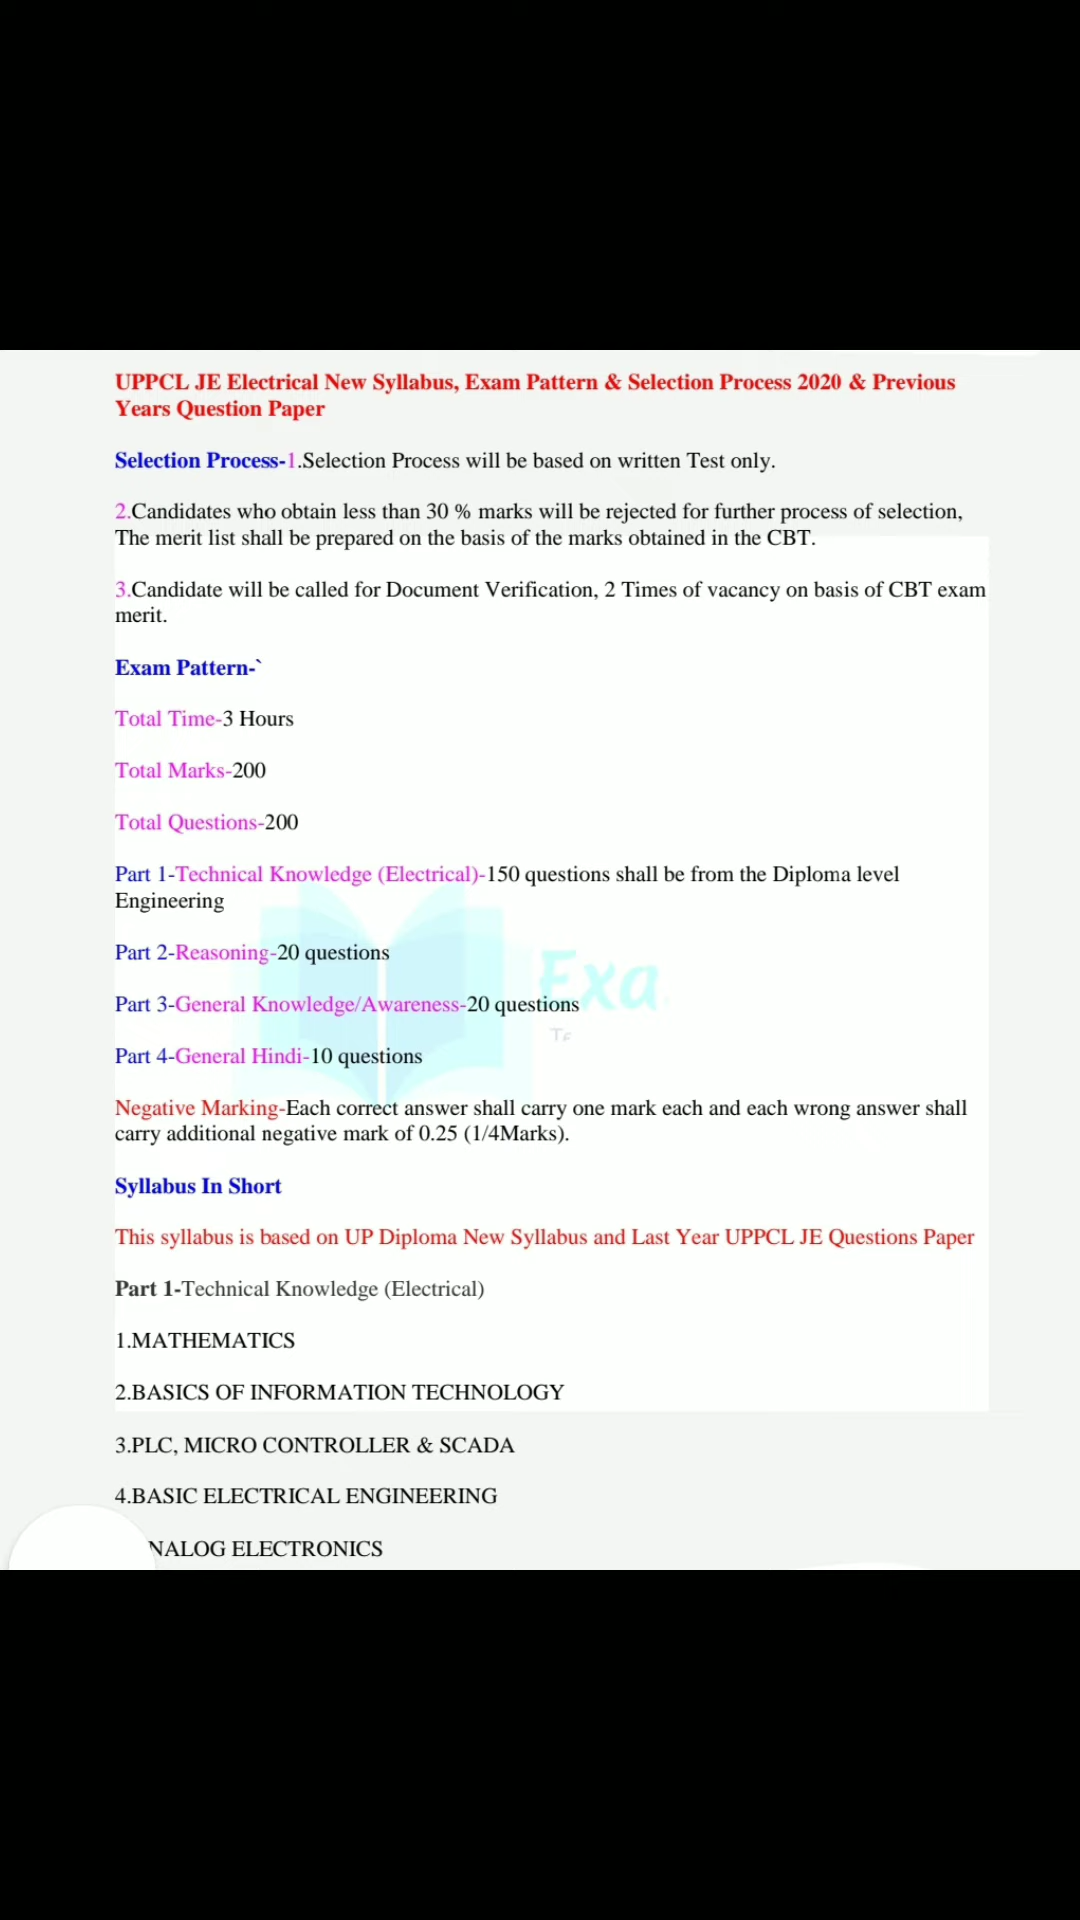 UPPCL JE Electrical New Syllabus, Exam Pattern & Selection Process 2020 & Previous
Years Question Paper
Selection Process-1.Selection Process will be based on written Test only.
2.Candidates who obtain less than 30 % marks will be rejected for further process of selection,
The merit list shall be prepared on the basis of the marks obtained in the CBT.
3.Candidate will be called for Document Verification, 2 Times of vacancy on basis of CBT exam
merit.
Exam Pattern-`
Total Time-3 Hours
Total Marks-200
Total Questions-200
Part 1-Technical Knowledge (Electrical)-150 questions shall be from the Diploma level
Engineering
Part 2-Reasoning-20 questions
Exa
Part 3-General Knowledge/Awareness-20 questions
Part 4-General Hindi-10 questions
Negative Marking-Each correct answer shall carry one mark each and each wrong answer shall
carry additional negative mark of 0.25 (1/4Marks).
Syllabus In Short
This syllabus is based on UP Diploma New Syllabus and Last Year UPPCL JE Questions Paper
Part 1-Technical Knowledge (Electrical)
1.MATHEMATICS
2.BASICS OF INFORMATION TECHNOLOGY
3.PLC, MICRO CONTROLLER & SCADA
4.BASIC ELECTRICAL ENGINEERING
NALOG ELECTRONICS